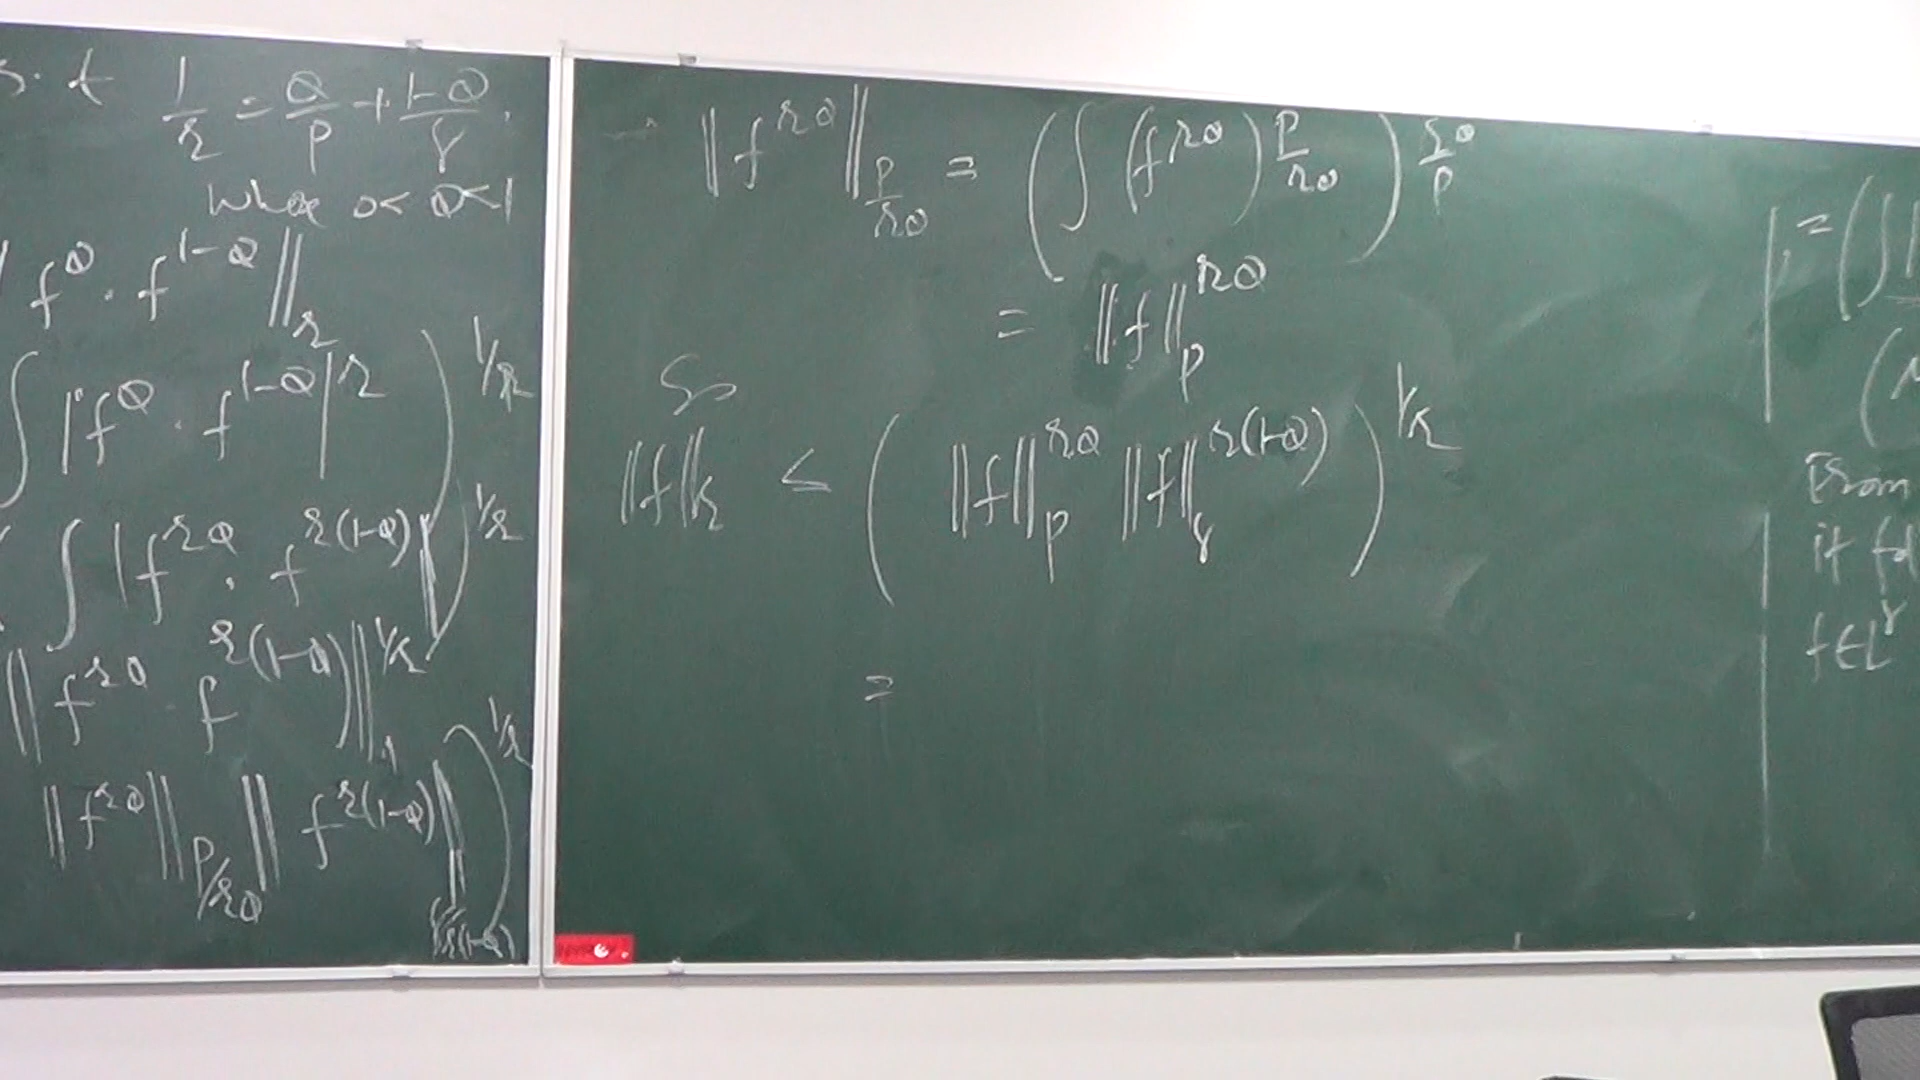 s.t 1/r = θ/p + 1-θ/q .
where 0< θ<1
f^θ · f^{1-θ} ||_r
∫ |f^θ · f^{1-θ}|^r )^{1/r}
∫ |f^{rθ} · f^{r(1-θ)}| )^{1/r}
|| f^{rθ} · f^{r(1-θ)} ||_1^{1/r}
||f^{rθ}||_{p/rθ} || f^{r(1-θ)} || )^{1/r}
||f^{rθ}||_{p/rθ} = ( ∫ (f^{rθ})^{p/rθ} )^{rθ/p}
= ||f||_p^{rθ}
So
||f||_r ≤ ( ||f||_p^{rθ} ||f||_q^{r(1-θ)} )^{1/r}
=
= ( ∫ |
(
From
it
f∈L^q